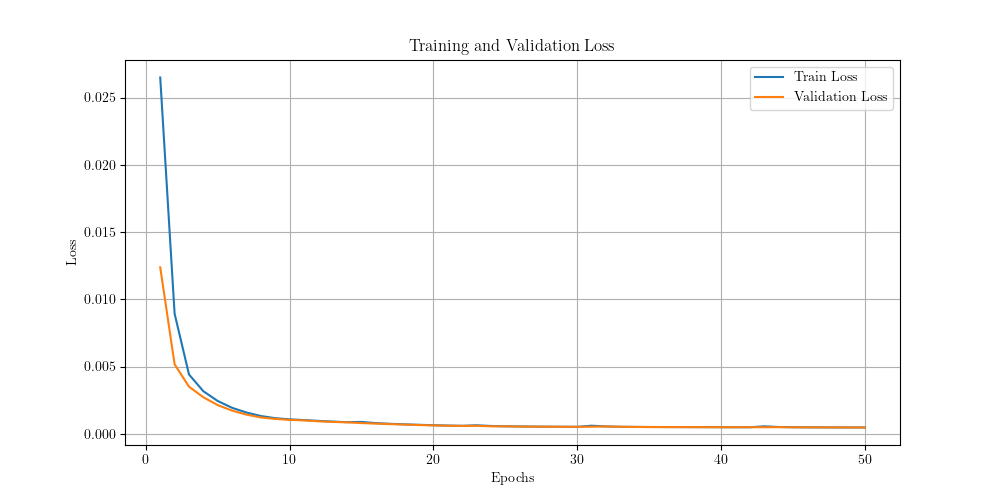 Training and Validation Loss
Train Loss
Validation Loss
0.025
0.020
0.015
0.010
0.005
0.000
Loss
0 10 20 30 40 50
Epochs